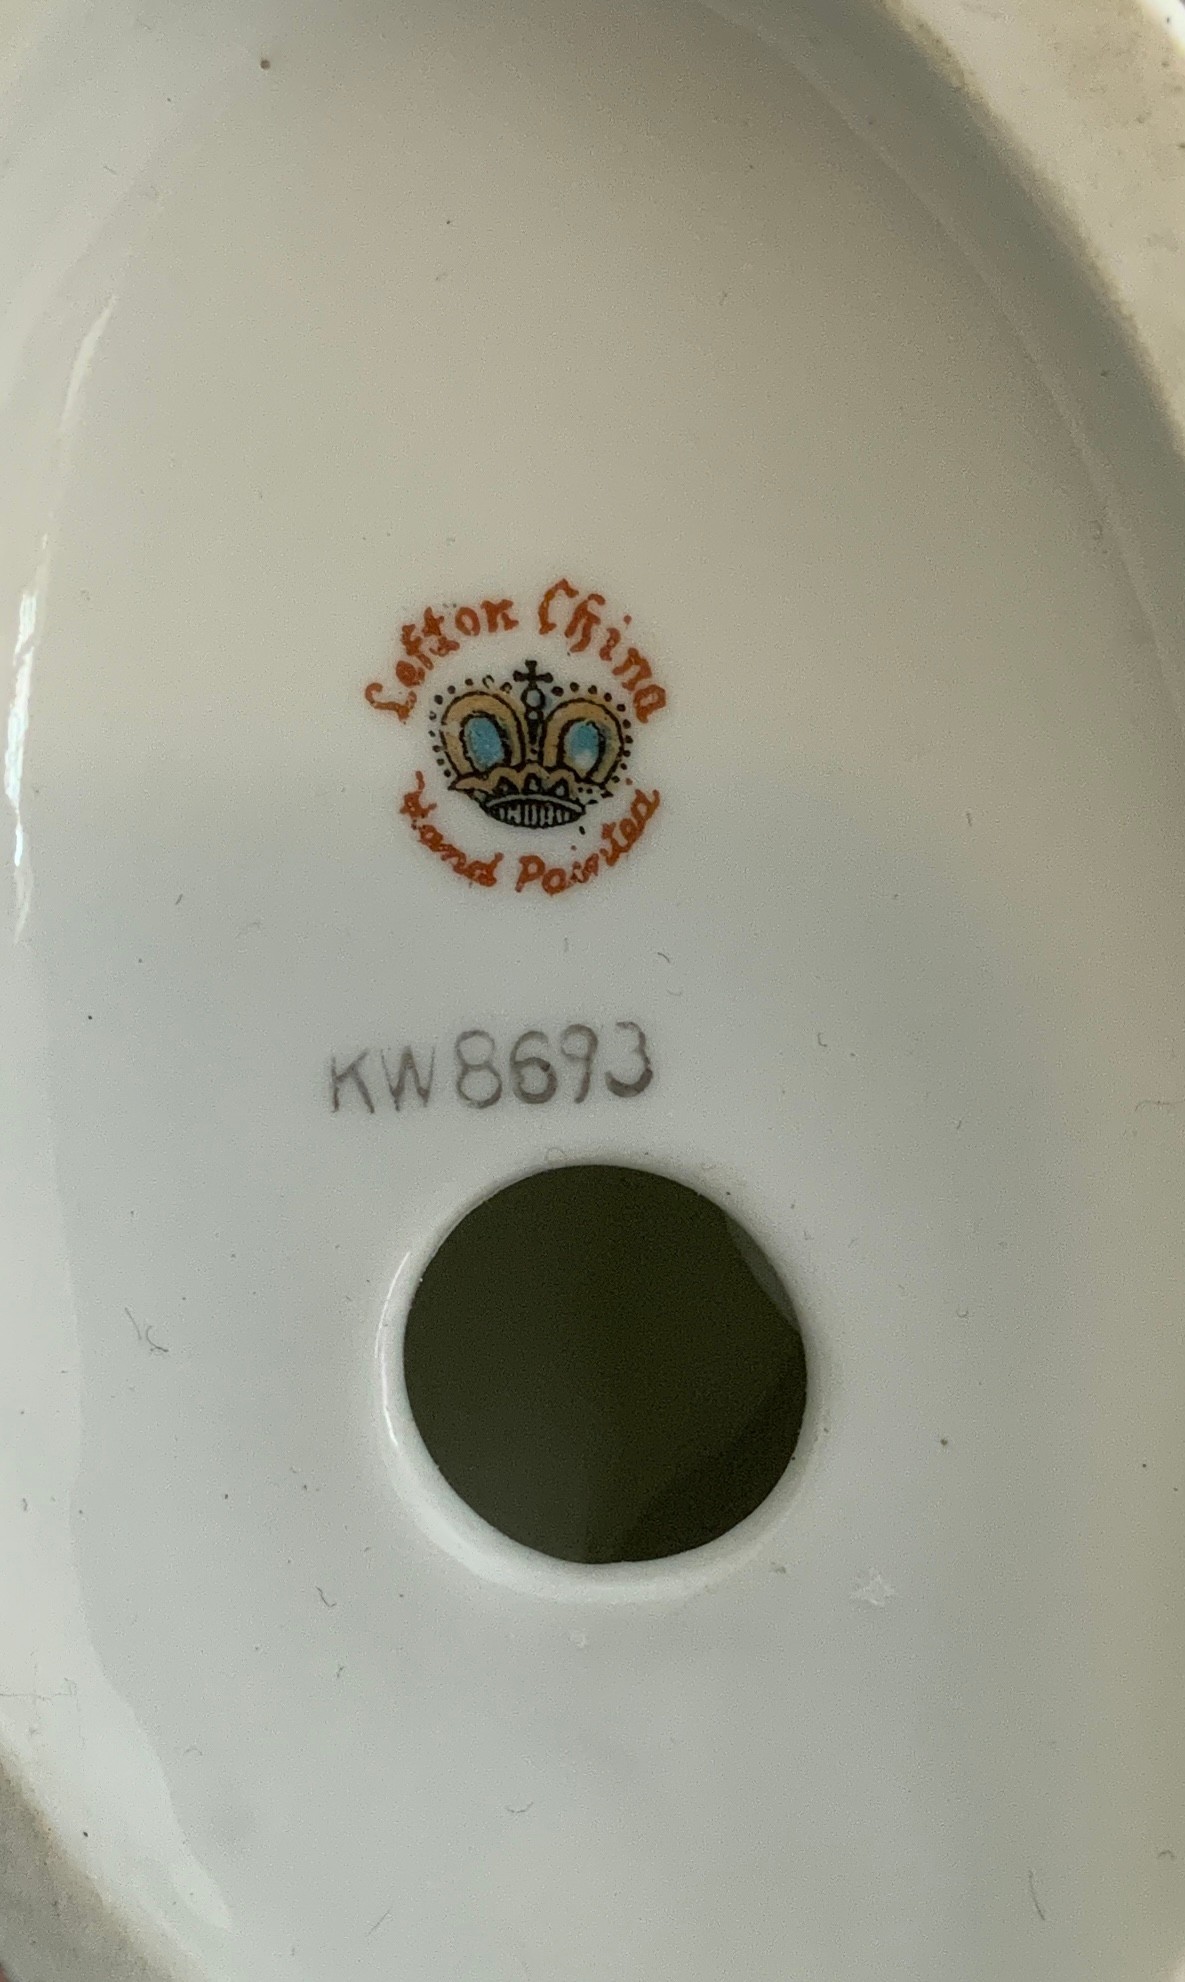 Lefton China
Hand Painted
KW8693